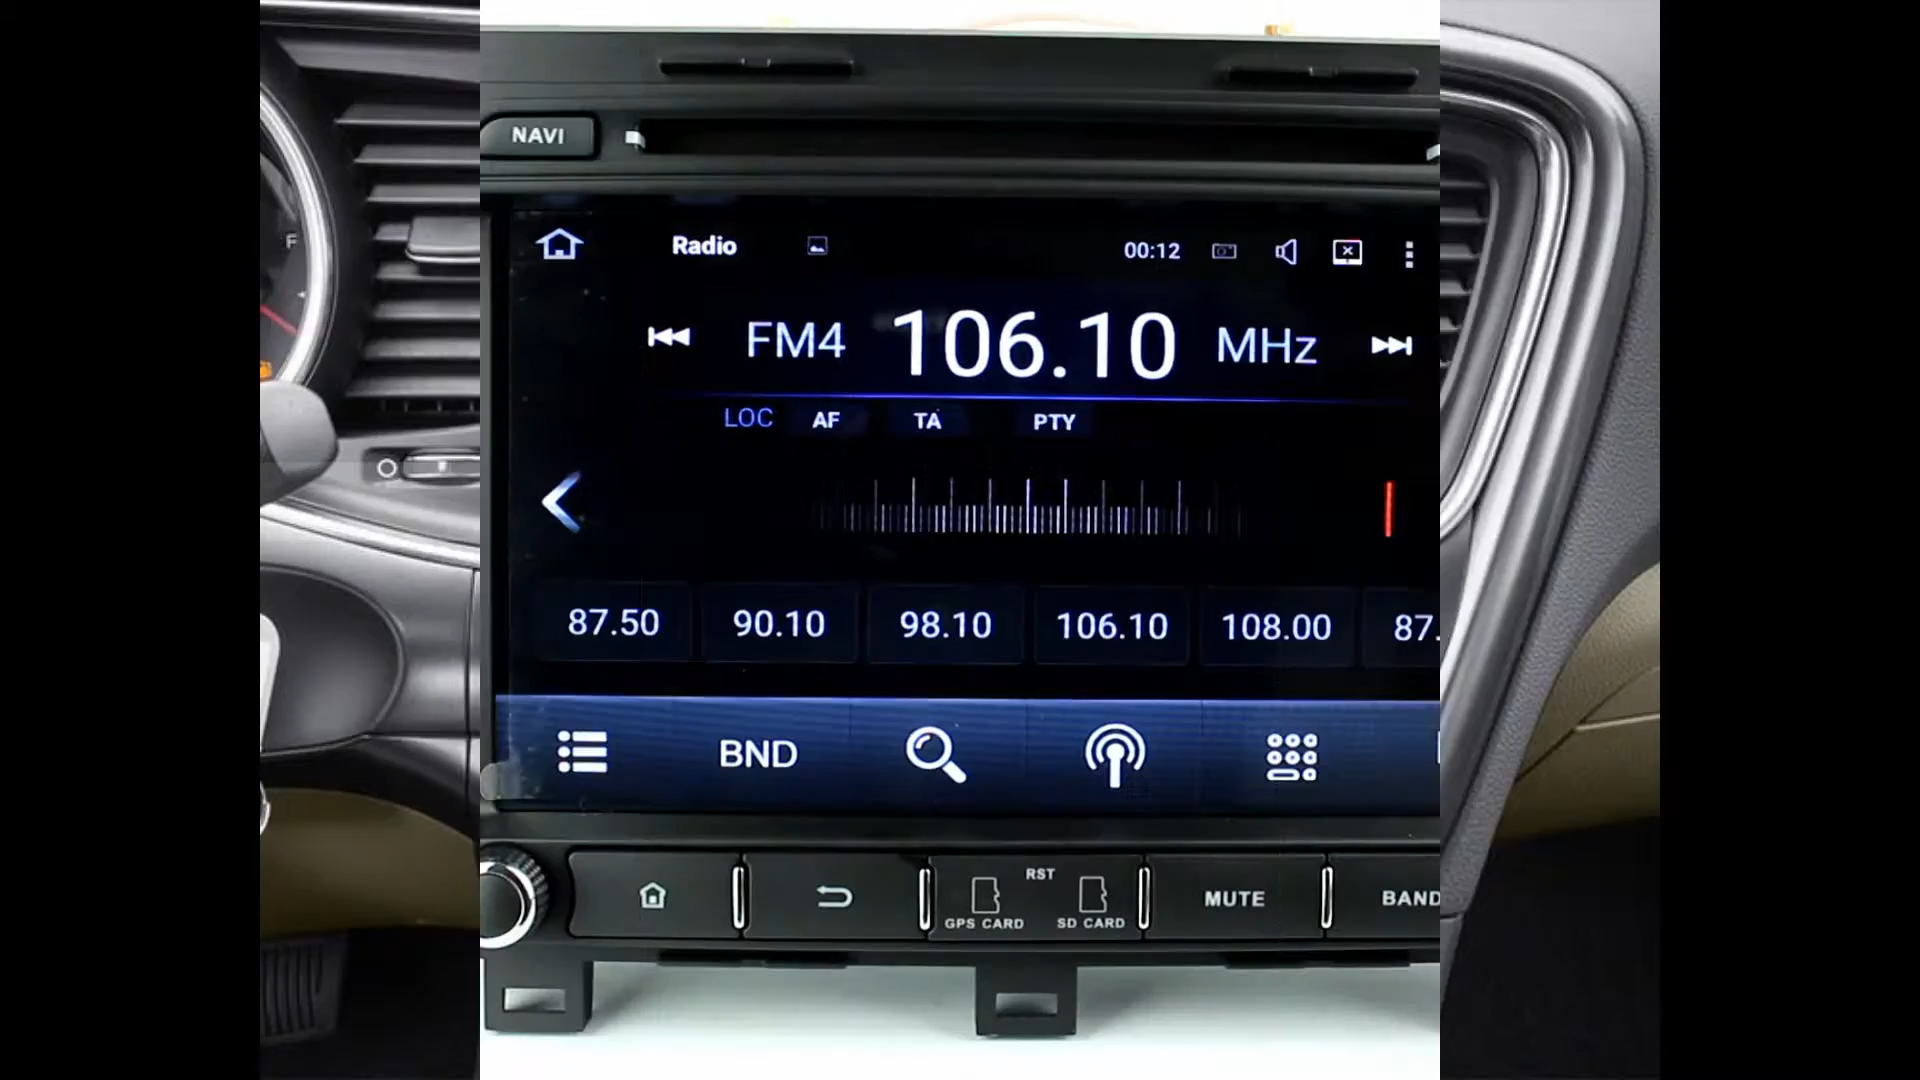 NAVI
F
Radio 00:12
FM4 106.10 MHz
LOC AF TA PTY
87.50 90.10 98.10 106.10 108.00 87.
BND
RST
GPS CARD SD CARD MUTE BAND